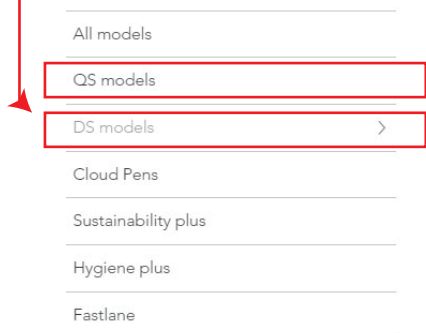 All models
QS models
DS models
Cloud Pens
Sustainability plus
Hygiene plus
Fastlane